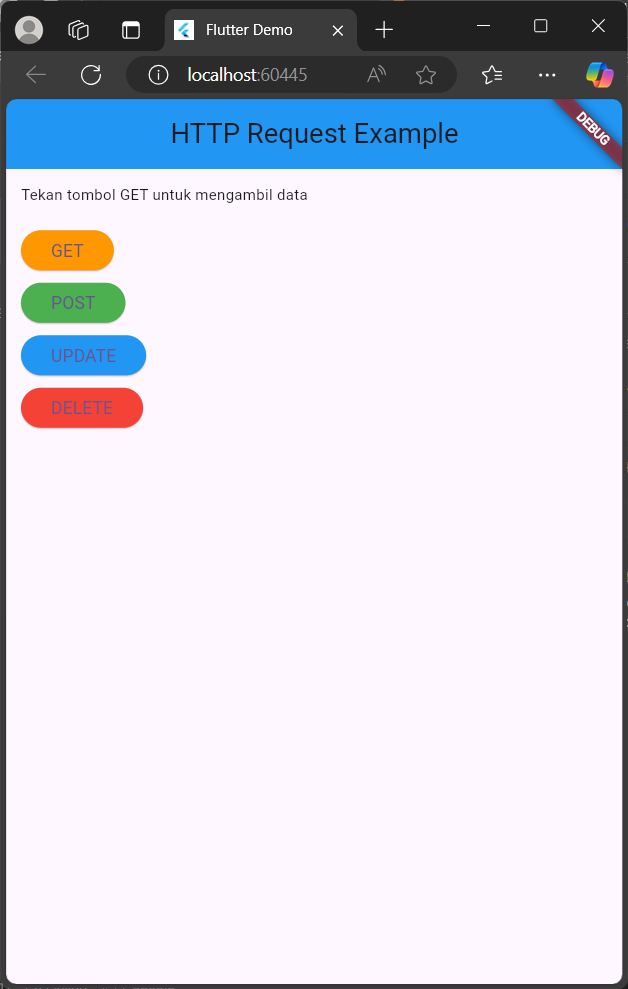 Flutter Demo
localhost:60445
HTTP Request Example
DEBUG
Tekan tombol GET untuk mengambil data
GET
POST
UPDATE
DELETE